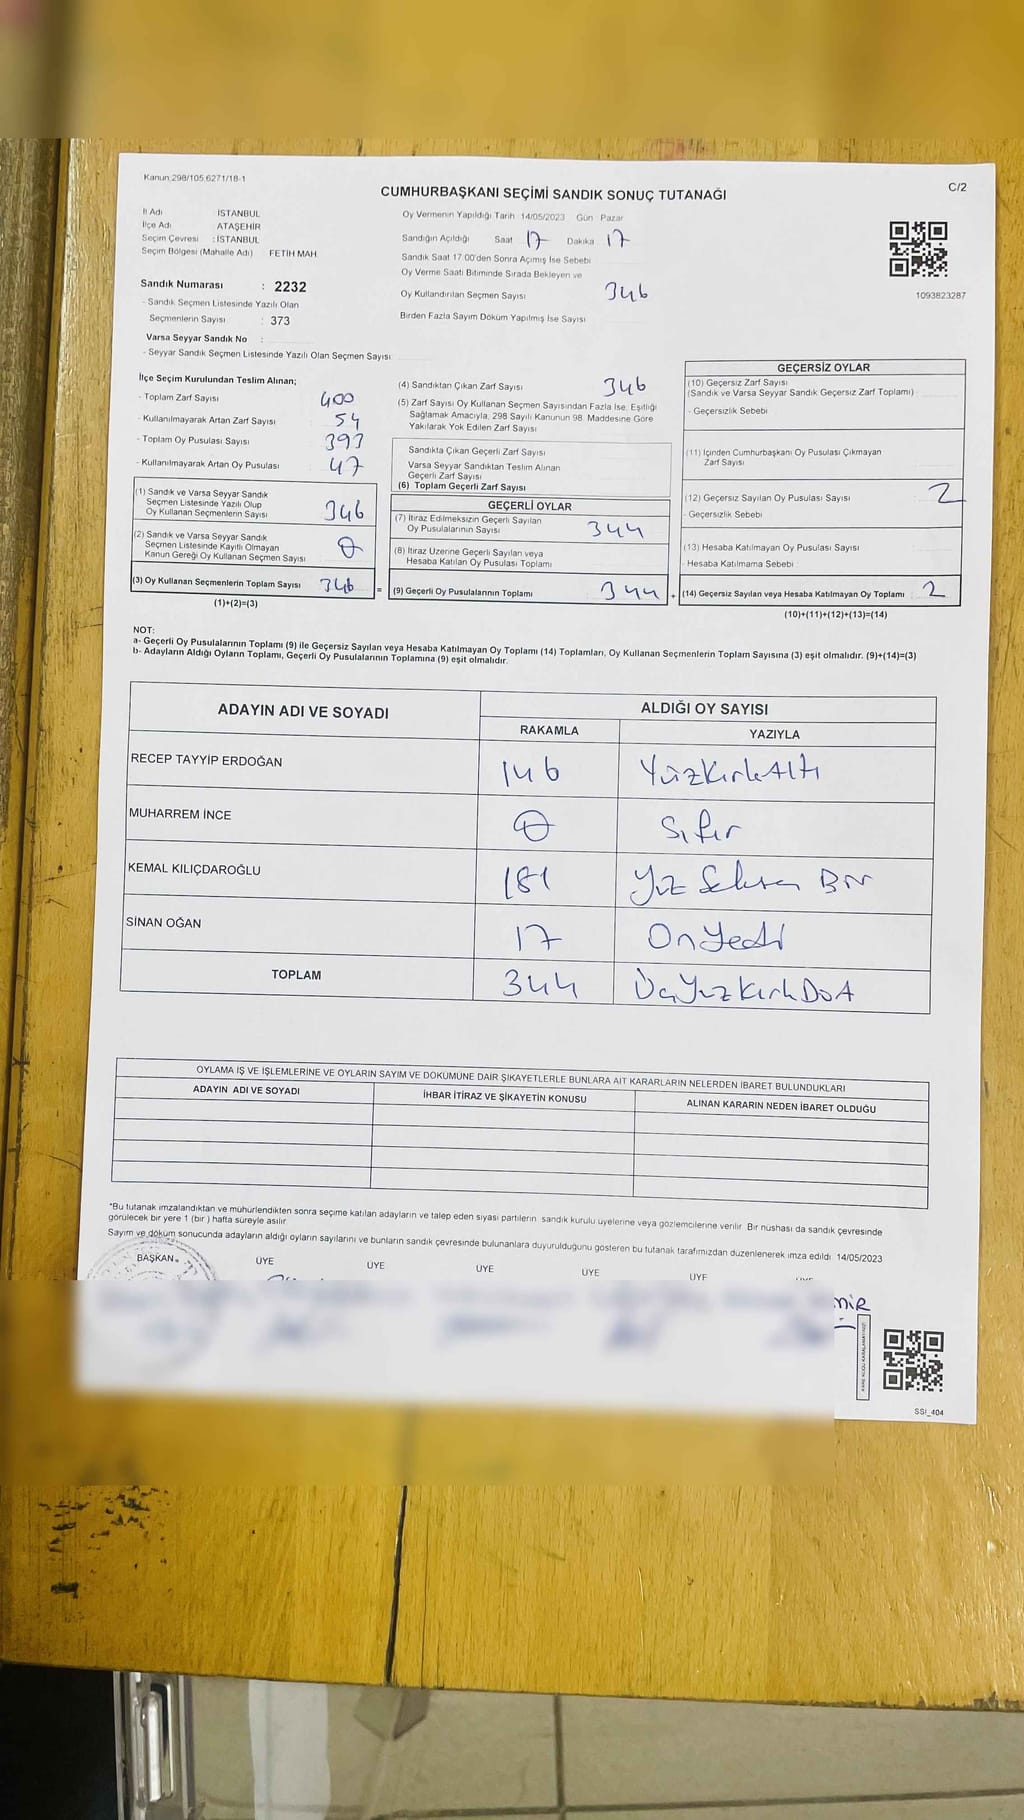 Kanun 298/105,6271/18-1
CUMHURBAŞKANI SEÇİMİ SANDIK SONUÇ TUTANAĞI
C/2
İl Adı İSTANBUL
İlçe Adı ATAŞEHİR
Seçim Çevresi : İSTANBUL
Seçim Bölgesi (Mahalle Adı) FETİH MAH.
Oy Vermenin Yapıldığı Tarih 14/05/2023 Gün Pazar
Sandığın Açıldığı Saat 17 Dakika 17
Sandık Saat 17.00'den Sonra Açımış İse Sebebi
Oy Verme Saati Bitiminde Sırada Bekleyen ve
Oy Kullandırılan Seçmen Sayısı 346
Birden Fazla Sayım Döküm Yapılmış İse Sayısı
1093823287
Sandık Numarası : 2232
- Sandık Seçmen Listesinde Yazılı Olan
Seçmenlerin Sayısı : 373
Varsa Seyyar Sandık No :
- Seyyar Sandık Seçmen Listesinde Yazılı Olan Seçmen Sayısı
İlçe Seçim Kurulundan Teslim Alınan;
- Toplam Zarf Sayısı 400
- Kullanılmayarak Artan Zarf Sayısı 54
- Toplam Oy Pusulası Sayısı 393
- Kullanılmayarak Artan Oy Pusulası 47
(1) Sandık ve Varsa Seyyar Sandık
Seçmen Listesinde Yazılı Olup
Oy Kullanan Seçmenlerin Sayısı 346
(2) Sandık ve Varsa Seyyar Sandık
Seçmen Listesinde Kayıtlı Olmayan
Kanun Gereği Oy Kullanan Seçmen Sayısı 0
(3) Oy Kullanan Seçmenlerin Toplam Sayısı 346
(1)+(2)=(3)
(4) Sandıktan Çıkan Zarf Sayısı 346
(5) Zarf Sayısı Oy Kullanan Seçmen Sayısından Fazla İse, Eşitliği
Sağlamak Amacıyla, 298 Sayılı Kanunun 98. Maddesine Göre
Yakılarak Yok Edilen Zarf Sayısı
Sandıkta Çıkan Geçerli Zarf Sayısı
Varsa Seyyar Sandıktan Teslim Alınan
Geçerli Zarf Sayısı
(6) Toplam Geçerli Zarf Sayısı
GEÇERLİ OYLAR
(7) İtiraz Edilmeksizin Geçerli Sayılan
Oy Pusulalarının Sayısı 344
(8) İtiraz Üzerine Geçerli Sayılan veya
Hesaba Katılan Oy Pusulası Toplamı
= (9) Geçerli Oy Pusulalarının Toplamı 344
GEÇERSİZ OYLAR
(10) Geçersiz Zarf Sayısı
(Sandık ve Varsa Seyyar Sandık Geçersiz Zarf Toplamı)
- Geçersizlik Sebebi
(11) İçinden Cumhurbaşkanı Oy Pusulası Çıkmayan
Zarf Sayısı
(12) Geçersiz Sayılan Oy Pusulası Sayısı 2
- Geçersizlik Sebebi
(13) Hesaba Katılmayan Oy Pusulası Sayısı
- Hesaba Katılmama Sebebi
+ (14) Geçersiz Sayılan veya Hesaba Katılmayan Oy Toplamı 2
(10)+(11)+(12)+(13)=(14)
NOT:
a- Geçerli Oy Pusulalarının Toplamı (9) ile Geçersiz Sayılan veya Hesaba Katılmayan Oy Toplamı (14) Toplamları, Oy Kullanan Seçmenlerin Toplam Sayısına (3) eşit olmalıdır. (9)+(14)=(3)
b- Adayların Aldığı Oyların Toplamı, Geçerli Oy Pusulalarının Toplamına (9) eşit olmalıdır.
ADAYIN ADI VE SOYADI ALDIĞI OY SAYISI
RAKAMLA YAZIYLA
RECEP TAYYİP ERDOĞAN 146 YüzKırkAltı
MUHARREM İNCE 0 Sıfır
KEMAL KILIÇDAROĞLU 181 Yüz Seksen Bir
SİNAN OĞAN 17 OnYedi
TOPLAM 344 ÜçYüzKırkDört
OYLAMA İŞ VE İŞLEMLERİNE VE OYLARIN SAYIM VE DÖKÜMÜNE DAİR ŞİKAYETLERLE BUNLARA AİT KARARLARIN NELERDEN İBARET BULUNDUKLARI
ADAYIN ADI VE SOYADI İHBAR İTİRAZ VE ŞİKAYETİN KONUSU ALINAN KARARIN NEDEN İBARET OLDUĞU
*Bu tutanak imzalandıktan ve mühürlendikten sonra seçime katılan adayların ve talep eden siyasi partilerin sandık kurulu üyelerine veya gözlemcilerine verilir. Bir nüshası da sandık çevresinde
görülecek bir yere 1 (bir ) hafta süreyle asılır.
Sayım ve döküm sonucunda adayların aldığı oyların sayılarını ve bunların sandık çevresinde bulunanlara duyurulduğunu gösteren bu tutanak tarafımızdan düzenlenerek imza edildi. 14/05/2023
BAŞKAN ÜYE ÜYE ÜYE ÜYE ÜYE
SSI_404